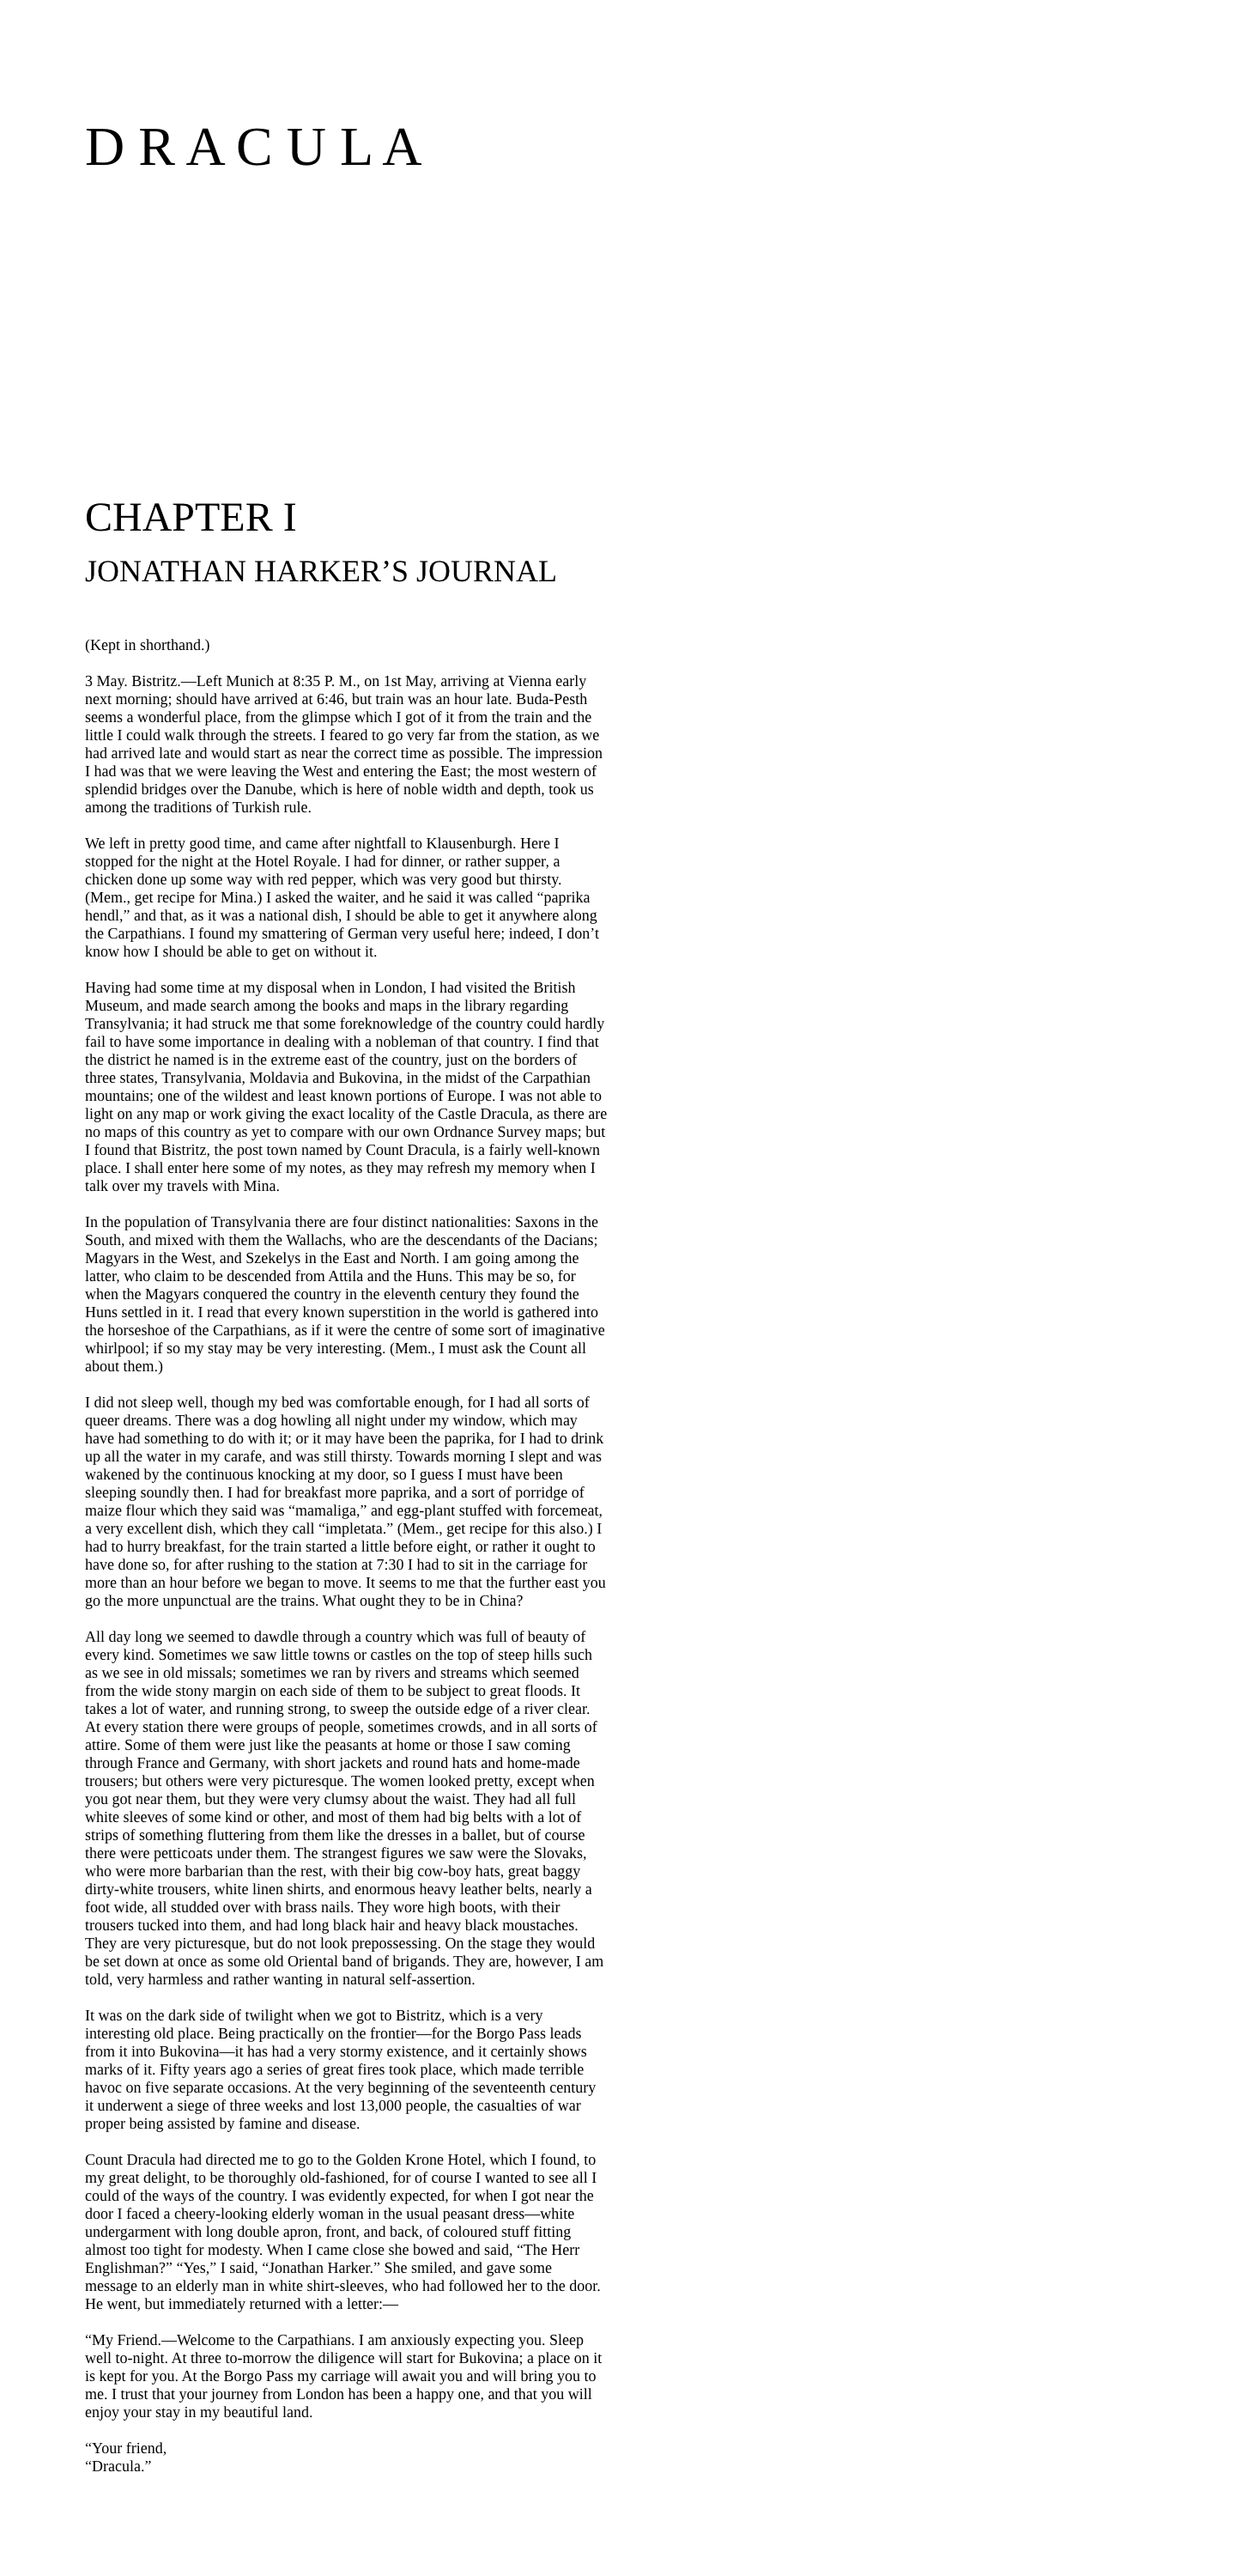 D R A C U L A
CHAPTER I
JONATHAN HARKER’S JOURNAL
(Kept in shorthand.)
3 May. Bistritz.—Left Munich at 8:35 P. M., on 1st May, arriving at Vienna early
next morning; should have arrived at 6:46, but train was an hour late. Buda-Pesth
seems a wonderful place, from the glimpse which I got of it from the train and the
little I could walk through the streets. I feared to go very far from the station, as we
had arrived late and would start as near the correct time as possible. The impression
I had was that we were leaving the West and entering the East; the most western of
splendid bridges over the Danube, which is here of noble width and depth, took us
among the traditions of Turkish rule.
We left in pretty good time, and came after nightfall to Klausenburgh. Here I
stopped for the night at the Hotel Royale. I had for dinner, or rather supper, a
chicken done up some way with red pepper, which was very good but thirsty.
(Mem., get recipe for Mina.) I asked the waiter, and he said it was called “paprika
hendl,” and that, as it was a national dish, I should be able to get it anywhere along
the Carpathians. I found my smattering of German very useful here; indeed, I don’t
know how I should be able to get on without it.
Having had some time at my disposal when in London, I had visited the British
Museum, and made search among the books and maps in the library regarding
Transylvania; it had struck me that some foreknowledge of the country could hardly
fail to have some importance in dealing with a nobleman of that country. I find that
the district he named is in the extreme east of the country, just on the borders of
three states, Transylvania, Moldavia and Bukovina, in the midst of the Carpathian
mountains; one of the wildest and least known portions of Europe. I was not able to
light on any map or work giving the exact locality of the Castle Dracula, as there are
no maps of this country as yet to compare with our own Ordnance Survey maps; but
I found that Bistritz, the post town named by Count Dracula, is a fairly well-known
place. I shall enter here some of my notes, as they may refresh my memory when I
talk over my travels with Mina.
In the population of Transylvania there are four distinct nationalities: Saxons in the
South, and mixed with them the Wallachs, who are the descendants of the Dacians;
Magyars in the West, and Szekelys in the East and North. I am going among the
latter, who claim to be descended from Attila and the Huns. This may be so, for
when the Magyars conquered the country in the eleventh century they found the
Huns settled in it. I read that every known superstition in the world is gathered into
the horseshoe of the Carpathians, as if it were the centre of some sort of imaginative
whirlpool; if so my stay may be very interesting. (Mem., I must ask the Count all
about them.)
I did not sleep well, though my bed was comfortable enough, for I had all sorts of
queer dreams. There was a dog howling all night under my window, which may
have had something to do with it; or it may have been the paprika, for I had to drink
up all the water in my carafe, and was still thirsty. Towards morning I slept and was
wakened by the continuous knocking at my door, so I guess I must have been
sleeping soundly then. I had for breakfast more paprika, and a sort of porridge of
maize flour which they said was “mamaliga,” and egg-plant stuffed with forcemeat,
a very excellent dish, which they call “impletata.” (Mem., get recipe for this also.) I
had to hurry breakfast, for the train started a little before eight, or rather it ought to
have done so, for after rushing to the station at 7:30 I had to sit in the carriage for
more than an hour before we began to move. It seems to me that the further east you
go the more unpunctual are the trains. What ought they to be in China?
All day long we seemed to dawdle through a country which was full of beauty of
every kind. Sometimes we saw little towns or castles on the top of steep hills such
as we see in old missals; sometimes we ran by rivers and streams which seemed
from the wide stony margin on each side of them to be subject to great floods. It
takes a lot of water, and running strong, to sweep the outside edge of a river clear.
At every station there were groups of people, sometimes crowds, and in all sorts of
attire. Some of them were just like the peasants at home or those I saw coming
through France and Germany, with short jackets and round hats and home-made
trousers; but others were very picturesque. The women looked pretty, except when
you got near them, but they were very clumsy about the waist. They had all full
white sleeves of some kind or other, and most of them had big belts with a lot of
strips of something fluttering from them like the dresses in a ballet, but of course
there were petticoats under them. The strangest figures we saw were the Slovaks,
who were more barbarian than the rest, with their big cow-boy hats, great baggy
dirty-white trousers, white linen shirts, and enormous heavy leather belts, nearly a
foot wide, all studded over with brass nails. They wore high boots, with their
trousers tucked into them, and had long black hair and heavy black moustaches.
They are very picturesque, but do not look prepossessing. On the stage they would
be set down at once as some old Oriental band of brigands. They are, however, I am
told, very harmless and rather wanting in natural self-assertion.
It was on the dark side of twilight when we got to Bistritz, which is a very
interesting old place. Being practically on the frontier—for the Borgo Pass leads
from it into Bukovina—it has had a very stormy existence, and it certainly shows
marks of it. Fifty years ago a series of great fires took place, which made terrible
havoc on five separate occasions. At the very beginning of the seventeenth century
it underwent a siege of three weeks and lost 13,000 people, the casualties of war
proper being assisted by famine and disease.
Count Dracula had directed me to go to the Golden Krone Hotel, which I found, to
my great delight, to be thoroughly old-fashioned, for of course I wanted to see all I
could of the ways of the country. I was evidently expected, for when I got near the
door I faced a cheery-looking elderly woman in the usual peasant dress—white
undergarment with long double apron, front, and back, of coloured stuff fitting
almost too tight for modesty. When I came close she bowed and said, “The Herr
Englishman?” “Yes,” I said, “Jonathan Harker.” She smiled, and gave some
message to an elderly man in white shirt-sleeves, who had followed her to the door.
He went, but immediately returned with a letter:—
“My Friend.—Welcome to the Carpathians. I am anxiously expecting you. Sleep
well to-night. At three to-morrow the diligence will start for Bukovina; a place on it
is kept for you. At the Borgo Pass my carriage will await you and will bring you to
me. I trust that your journey from London has been a happy one, and that you will
enjoy your stay in my beautiful land.
“Your friend,
“Dracula.”